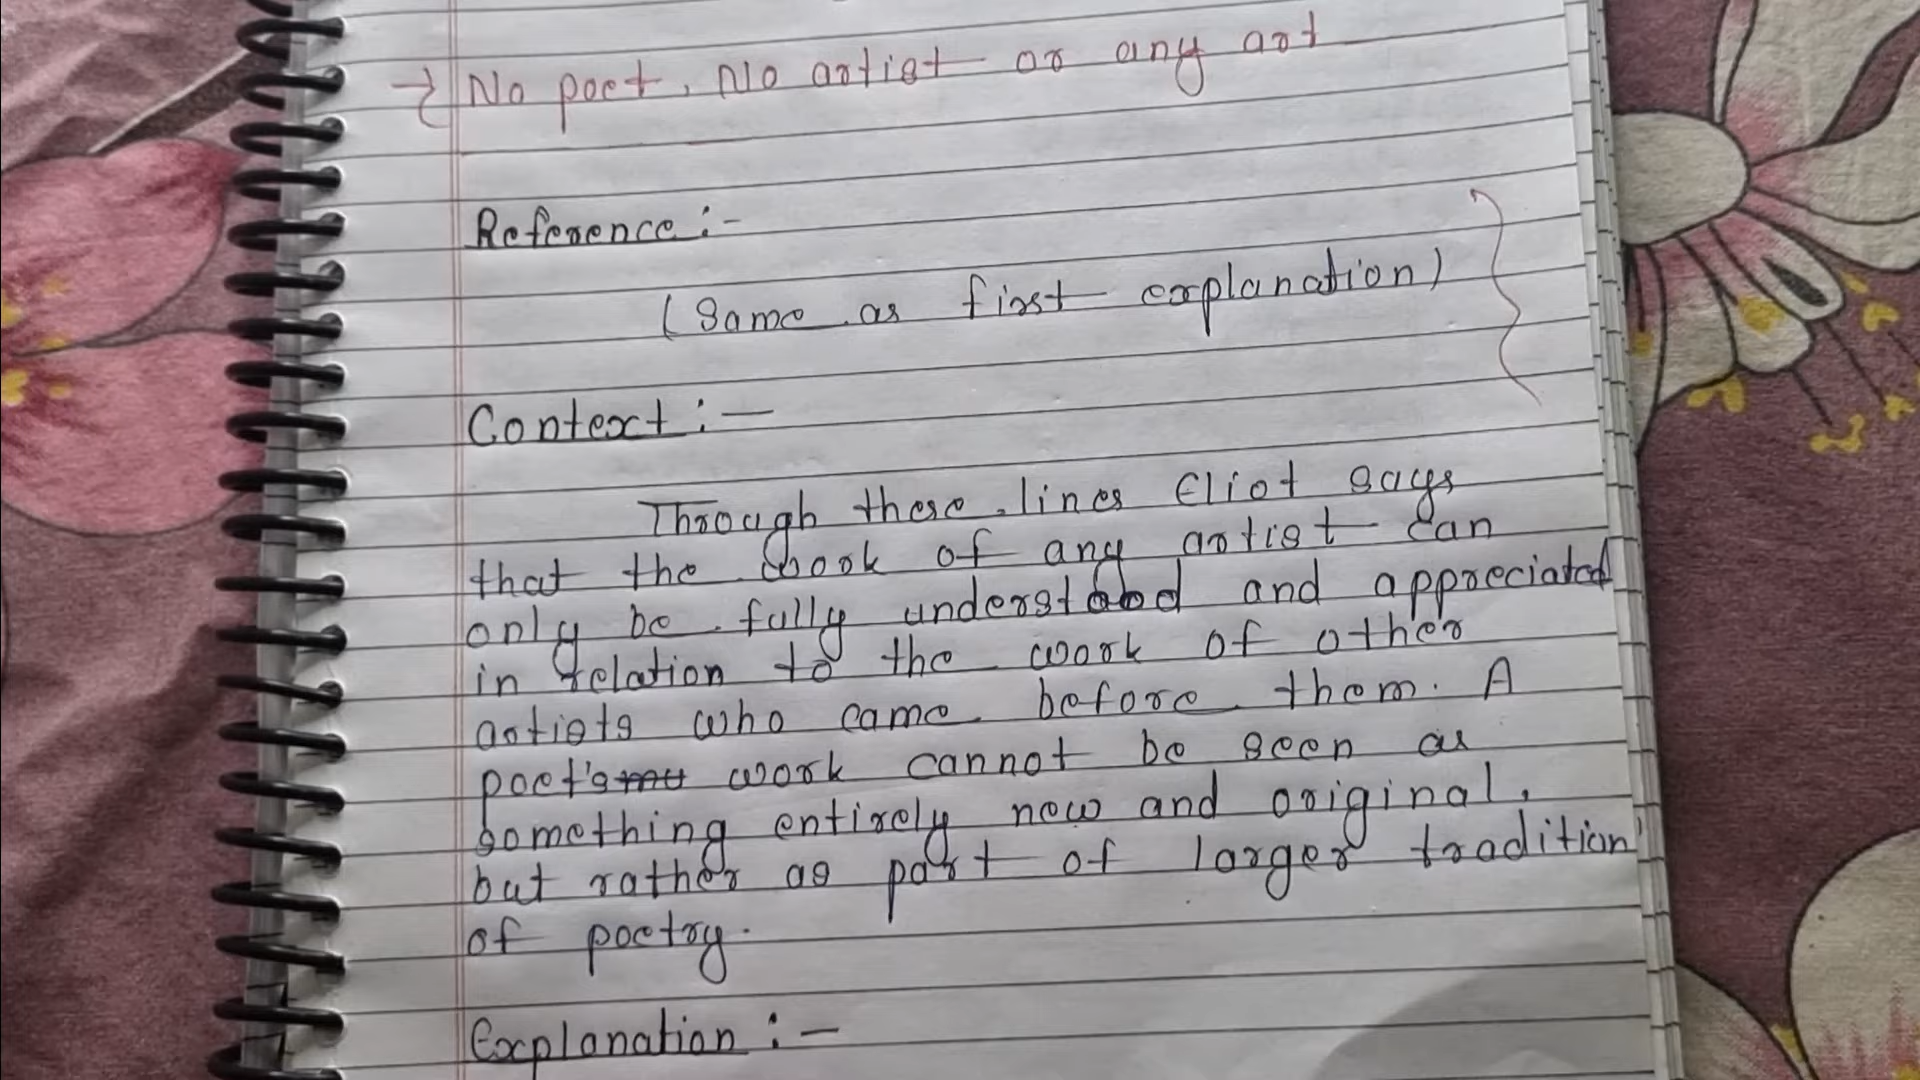 → No poet, No artist or any art
Reference :-
(Same as first explanation)
Context : —
Through these lines Eliot says
that the work of any artist can
only be fully understood and appreciated
in relation to the work of other
artists who came before them. A
poet's work cannot be seen as
something entirely new and original,
but rather as part of larger tradition
of poetry.
Explanation : —